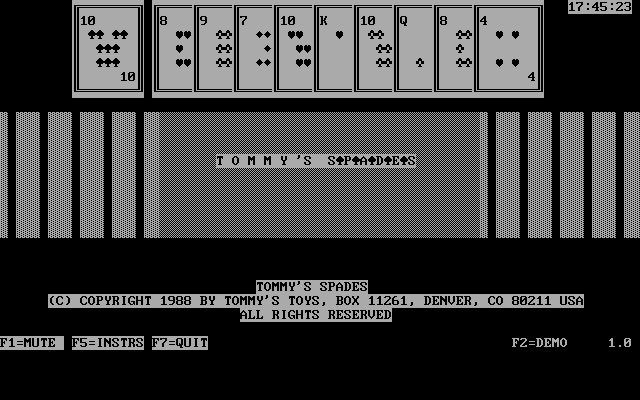 17:45:23
10 8 9 7 10 K 10 Q 8 4
10 4
TOMMY'S S♠P♠A♠D♠E♠S
TOMMY'S SPADES
(C) COPYRIGHT 1988 BY TOMMY'S TOYS, BOX 11261, DENVER, CO 80211 USA
ALL RIGHTS RESERVED
F1=MUTE F5=INSTRS F7=QUIT F2=DEMO 1.0